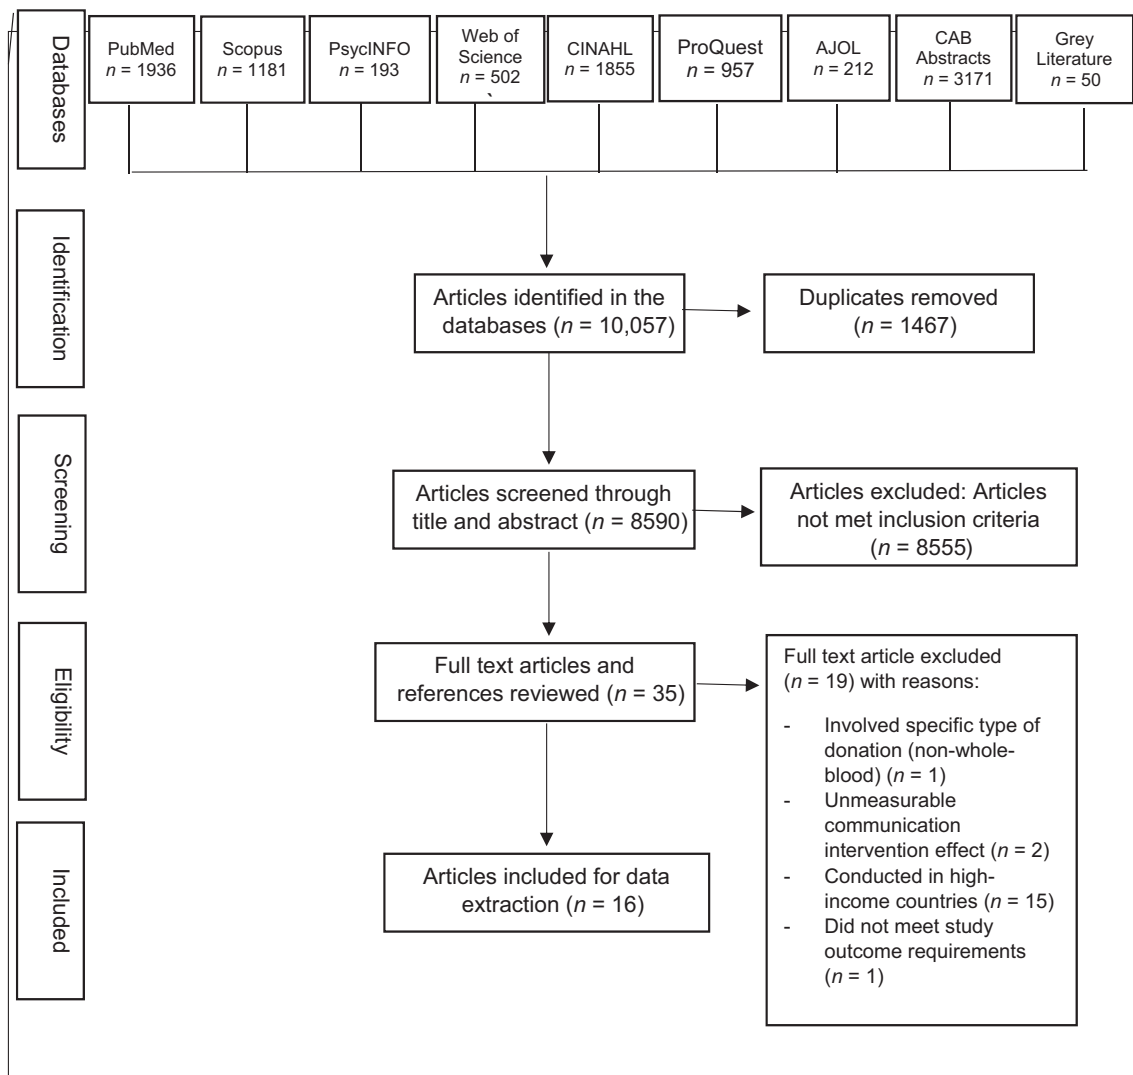 Databases
PubMed
n = 1936
Scopus
n = 1181
PsycINFO
n = 193
Web of
Science
n = 502
`
CINAHL
n = 1855
ProQuest
n = 957
AJOL
n = 212
CAB
Abstracts
n = 3171
Grey
Literature
n = 50
Identification
Articles identified in the
databases (n = 10,057)
Duplicates removed
(n = 1467)
Screening
Articles screened through
title and abstract (n = 8590)
Articles excluded: Articles
not met inclusion criteria
(n = 8555)
Eligibility
Full text articles and
references reviewed (n = 35)
Full text article excluded
(n = 19) with reasons:
- Involved specific type of
donation (non-whole-
blood) (n = 1)
- Unmeasurable
communication
intervention effect (n = 2)
- Conducted in high-
income countries (n = 15)
- Did not meet study
outcome requirements
(n = 1)
Included
Articles included for data
extraction (n = 16)